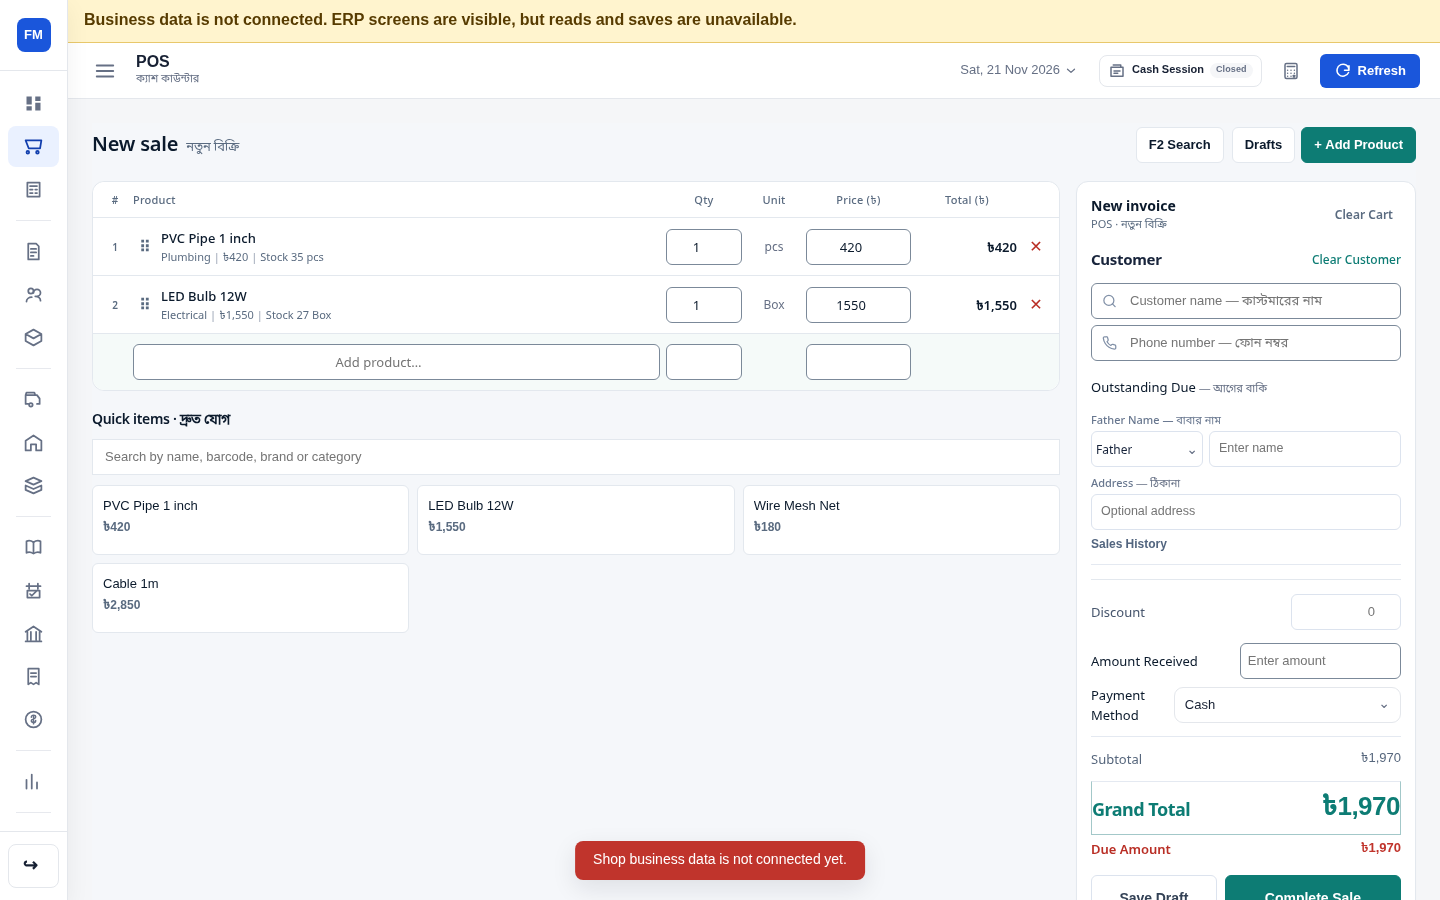 FM
Business data is not connected. ERP screens are visible, but reads and saves are unavailable.
POS
ক্যাশ কাউন্টার
Sat, 21 Nov 2026
Cash Session Closed
Refresh
New sale নতুন বিক্রি
F2 Search
Drafts
+ Add Product
# Product Qty Unit Price (৳) Total (৳)
1 PVC Pipe 1 inch 1 pcs 420 ৳420 ✕
Plumbing | ৳420 | Stock 35 pcs
2 LED Bulb 12W 1 Box 1550 ৳1,550 ✕
Electrical | ৳1,550 | Stock 27 Box
Add product...
Quick items · দ্রুত যোগ
Search by name, barcode, brand or category
PVC Pipe 1 inch
৳420
LED Bulb 12W
৳1,550
Wire Mesh Net
৳180
Cable 1m
৳2,850
New invoice
POS · নতুন বিক্রি
Clear Cart
Customer
Clear Customer
Customer name — কাস্টমারের নাম
Phone number — ফোন নম্বর
Outstanding Due — আগের বাকি
Father Name — বাবার নাম
Father
Enter name
Address — ঠিকানা
Optional address
Sales History
Discount 0
Amount Received Enter amount
Payment Method Cash
Subtotal ৳1,970
Grand Total ৳1,970
Due Amount ৳1,970
Save Draft
Complete Sale
Shop business data is not connected yet.